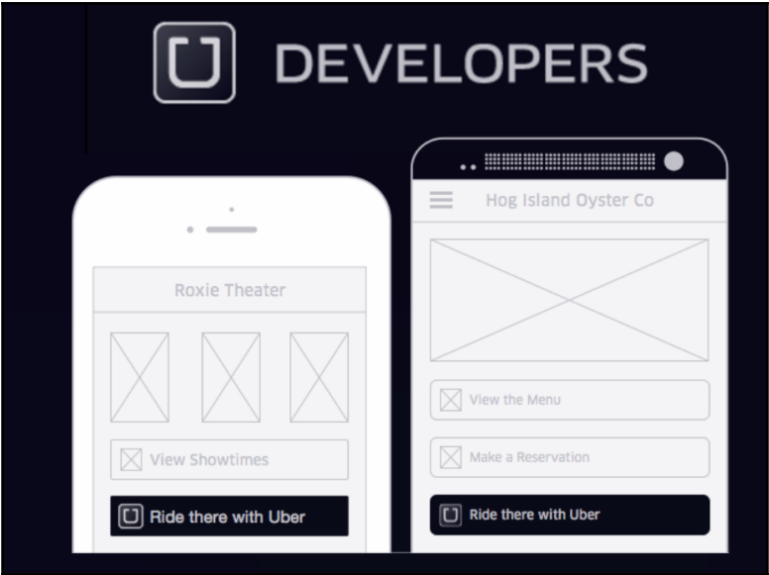 DEVELOPERS
Roxie Theater
View Showtimes
Ride there with Uber
Hog Island Oyster Co
View the Menu
Make a Reservation
Ride there with Uber